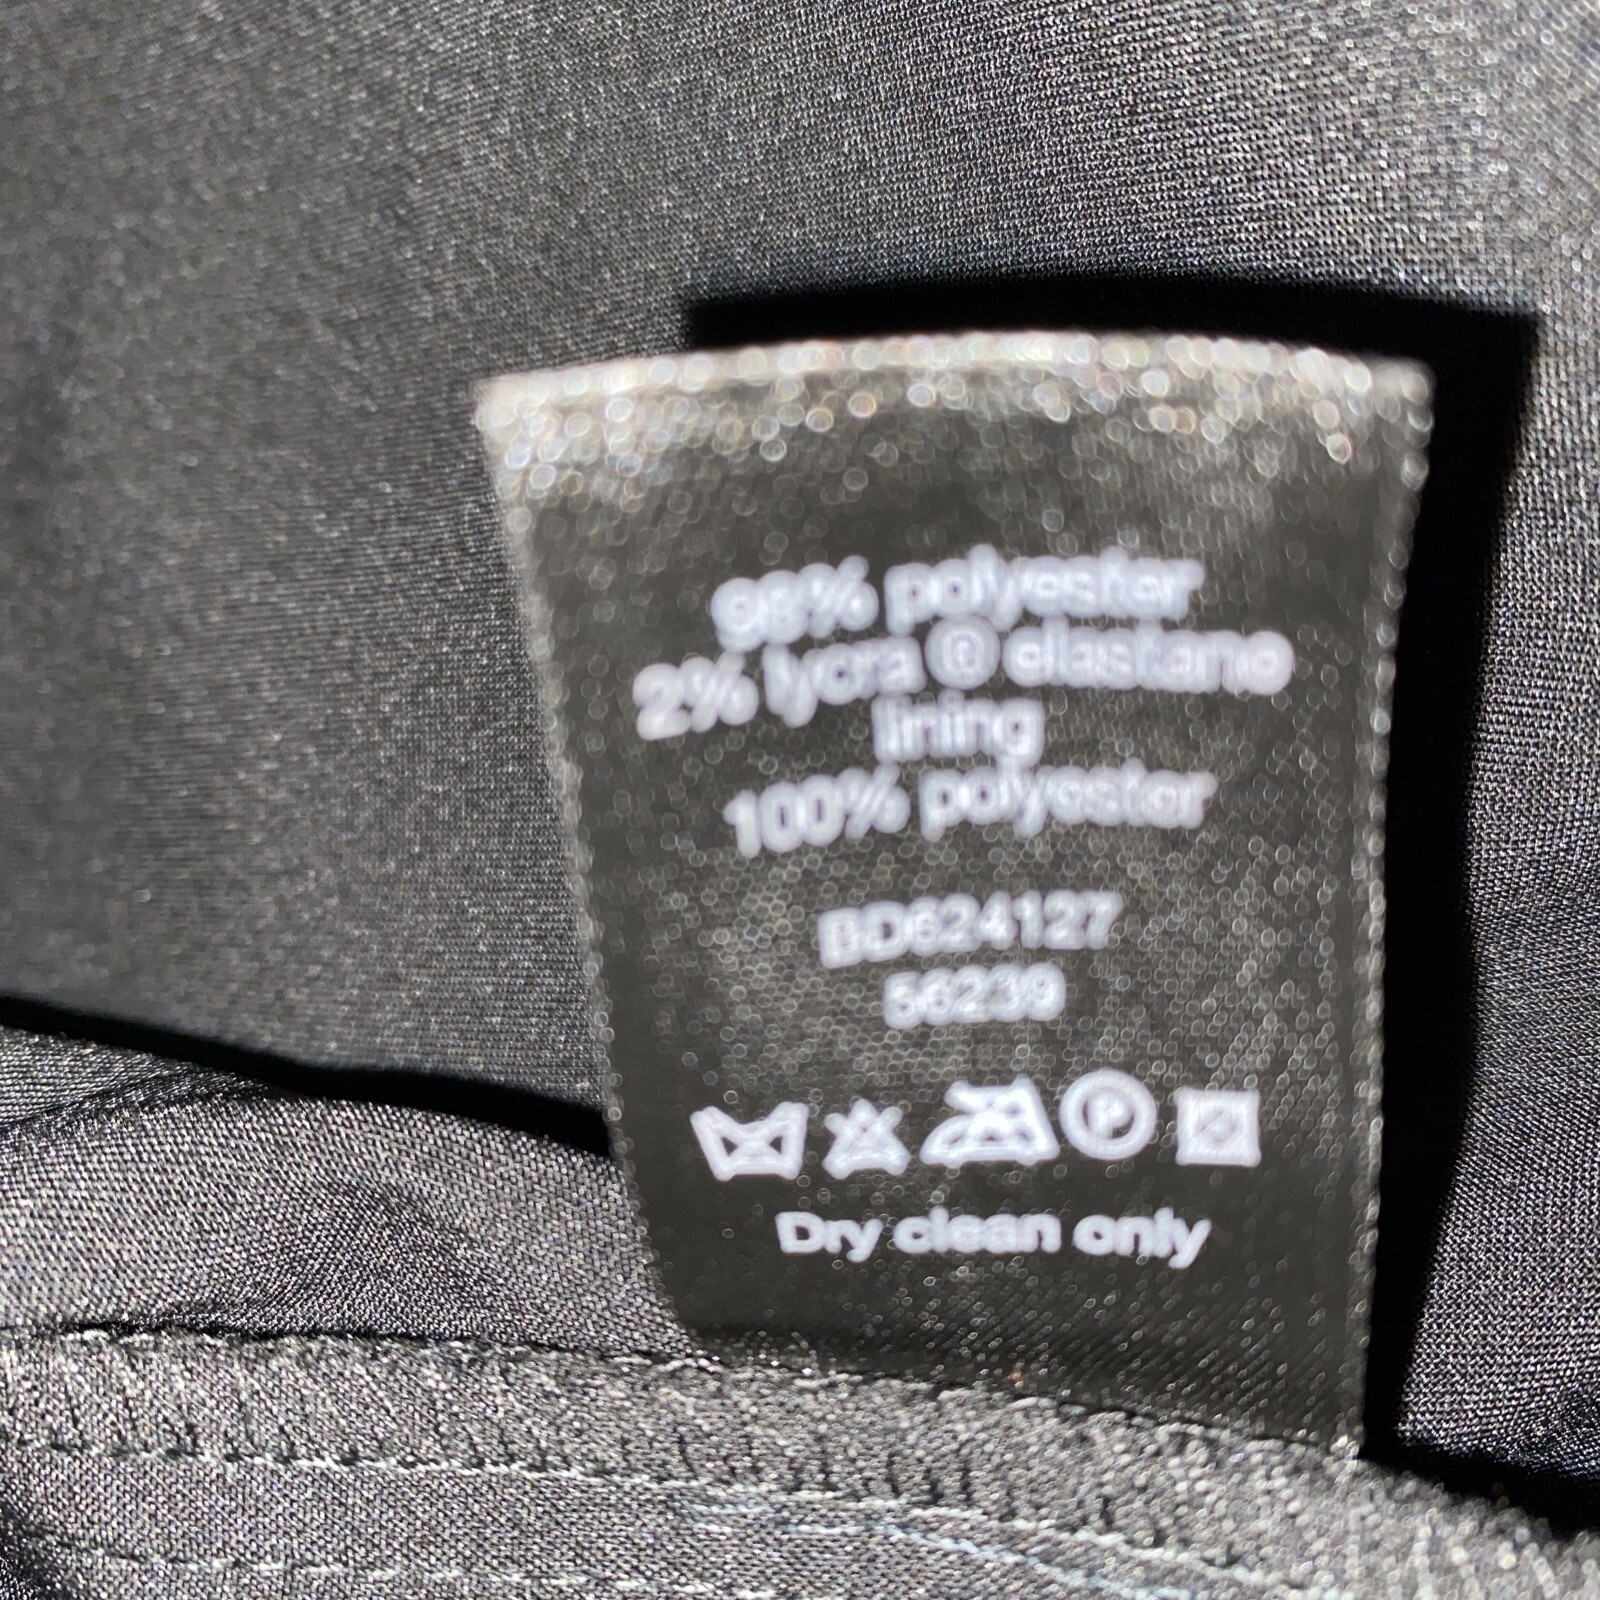 98% polyester
2% lycra ® elastane
lining
100% polyester
BD624127
56239
P
Dry clean only